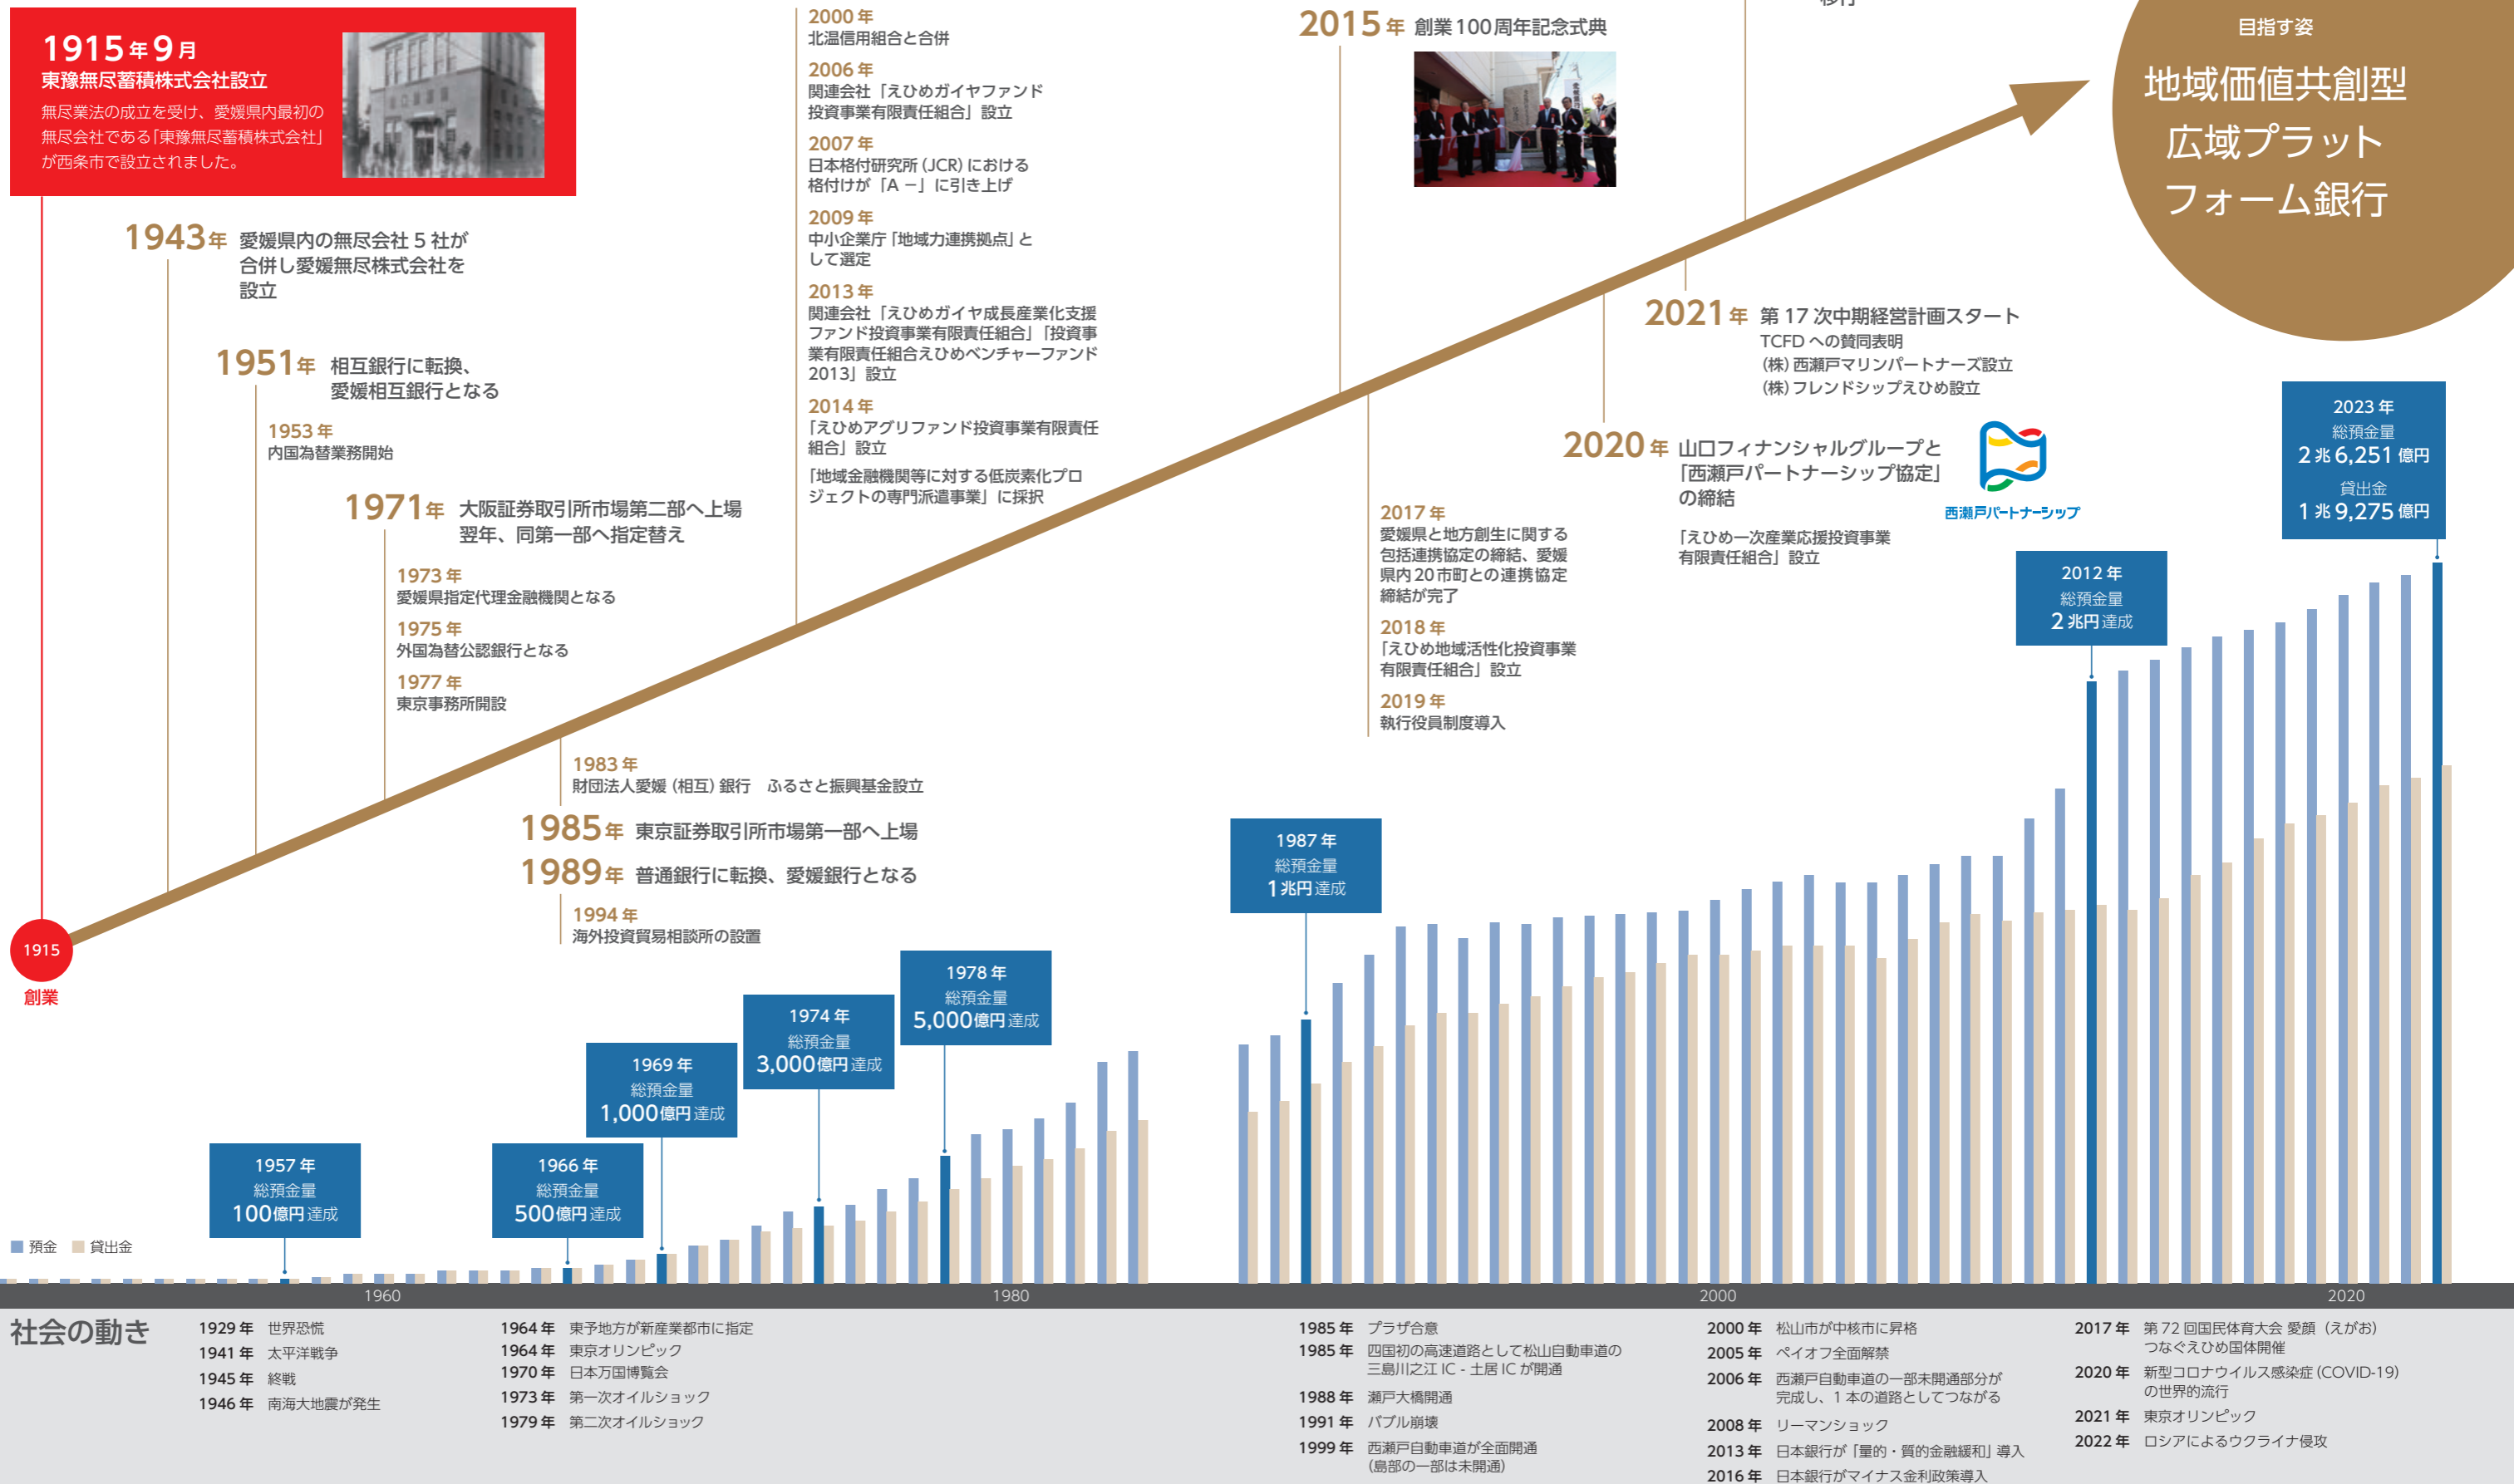 1915年9月
東豫無尽蓄積株式会社設立
無尽業法の成立を受け、愛媛県内最初の
無尽会社である「東豫無尽蓄積株式会社」
が西条市で設立されました。
1943年 愛媛県内の無尽会社5社が
合併し愛媛無尽株式会社を
設立
1951年 相互銀行に転換、
愛媛相互銀行となる
1953年
内国為替業務開始
1971年 大阪証券取引所市場第二部へ上場
翌年、同第一部へ指定替え
1973年
愛媛県指定代理金融機関となる
1975年
外国為替公認銀行となる
1977年
東京事務所開設
1983年
財団法人愛媛(相互)銀行 ふるさと振興基金設立
1985年 東京証券取引所市場第一部へ上場
1989年 普通銀行に転換、愛媛銀行となる
1994年
海外投資貿易相談所の設置
2000年
北温信用組合と合併
2006年
関連会社「えひめガイヤファンド
投資事業有限責任組合」設立
2007年
日本格付研究所(JCR)における
格付けが「A－」に引き上げ
2009年
中小企業庁「地域力連携拠点」と
して選定
2013年
関連会社「えひめガイヤ成長産業化支援
ファンド投資事業有限責任組合」「投資事
業有限責任組合えひめベンチャーファンド
2013」設立
2014年
「えひめアグリファンド投資事業有限責任
組合」設立
「地域金融機関等に対する低炭素化プロ
ジェクトの専門派遣事業」に採択
2015年 創業100周年記念式典
2017年
愛媛県と地方創生に関する
包括連携協定の締結、愛媛
県内20市町との連携協定
締結が完了
2018年
「えひめ地域活性化投資事業
有限責任組合」設立
2019年
執行役員制度導入
2020年 山口フィナンシャルグループと
「西瀬戸パートナーシップ協定」
の締結
「えひめ一次産業応援投資事業
有限責任組合」設立
西瀬戸パートナーシップ
2021年 第17次中期経営計画スタート
TCFDへの賛同表明
(株)西瀬戸マリンパートナーズ設立
(株)フレンドシップえひめ設立
移行
目指す姿
地域価値共創型
広域プラット
フォーム銀行
1915
創業
1957年
総預金量
100億円達成
1966年
総預金量
500億円達成
1969年
総預金量
1,000億円達成
1974年
総預金量
3,000億円達成
1978年
総預金量
5,000億円達成
1987年
総預金量
1兆円達成
2012年
総預金量
2兆円達成
2023年
総預金量
2兆6,251億円
貸出金
1兆9,275億円
預金 貸出金
1960 1980 2000 2020
社会の動き
1929年 世界恐慌
1941年 太平洋戦争
1945年 終戦
1946年 南海大地震が発生
1964年 東予地方が新産業都市に指定
1964年 東京オリンピック
1970年 日本万国博覧会
1973年 第一次オイルショック
1979年 第二次オイルショック
1985年 プラザ合意
1985年 四国初の高速道路として松山自動車道の
三島川之江IC - 土居ICが開通
1988年 瀬戸大橋開通
1991年 バブル崩壊
1999年 西瀬戸自動車道が全面開通
(島部の一部は未開通)
2000年 松山市が中核市に昇格
2005年 ペイオフ全面解禁
2006年 西瀬戸自動車道の一部未開通部分が
完成し、1本の道路としてつながる
2008年 リーマンショック
2013年 日本銀行が「量的・質的金融緩和」導入
2016年 日本銀行がマイナス金利政策導入
2017年 第72回国民体育大会 愛顔（えがお）
つなぐえひめ国体開催
2020年 新型コロナウイルス感染症(COVID-19)
の世界的流行
2021年 東京オリンピック
2022年 ロシアによるウクライナ侵攻